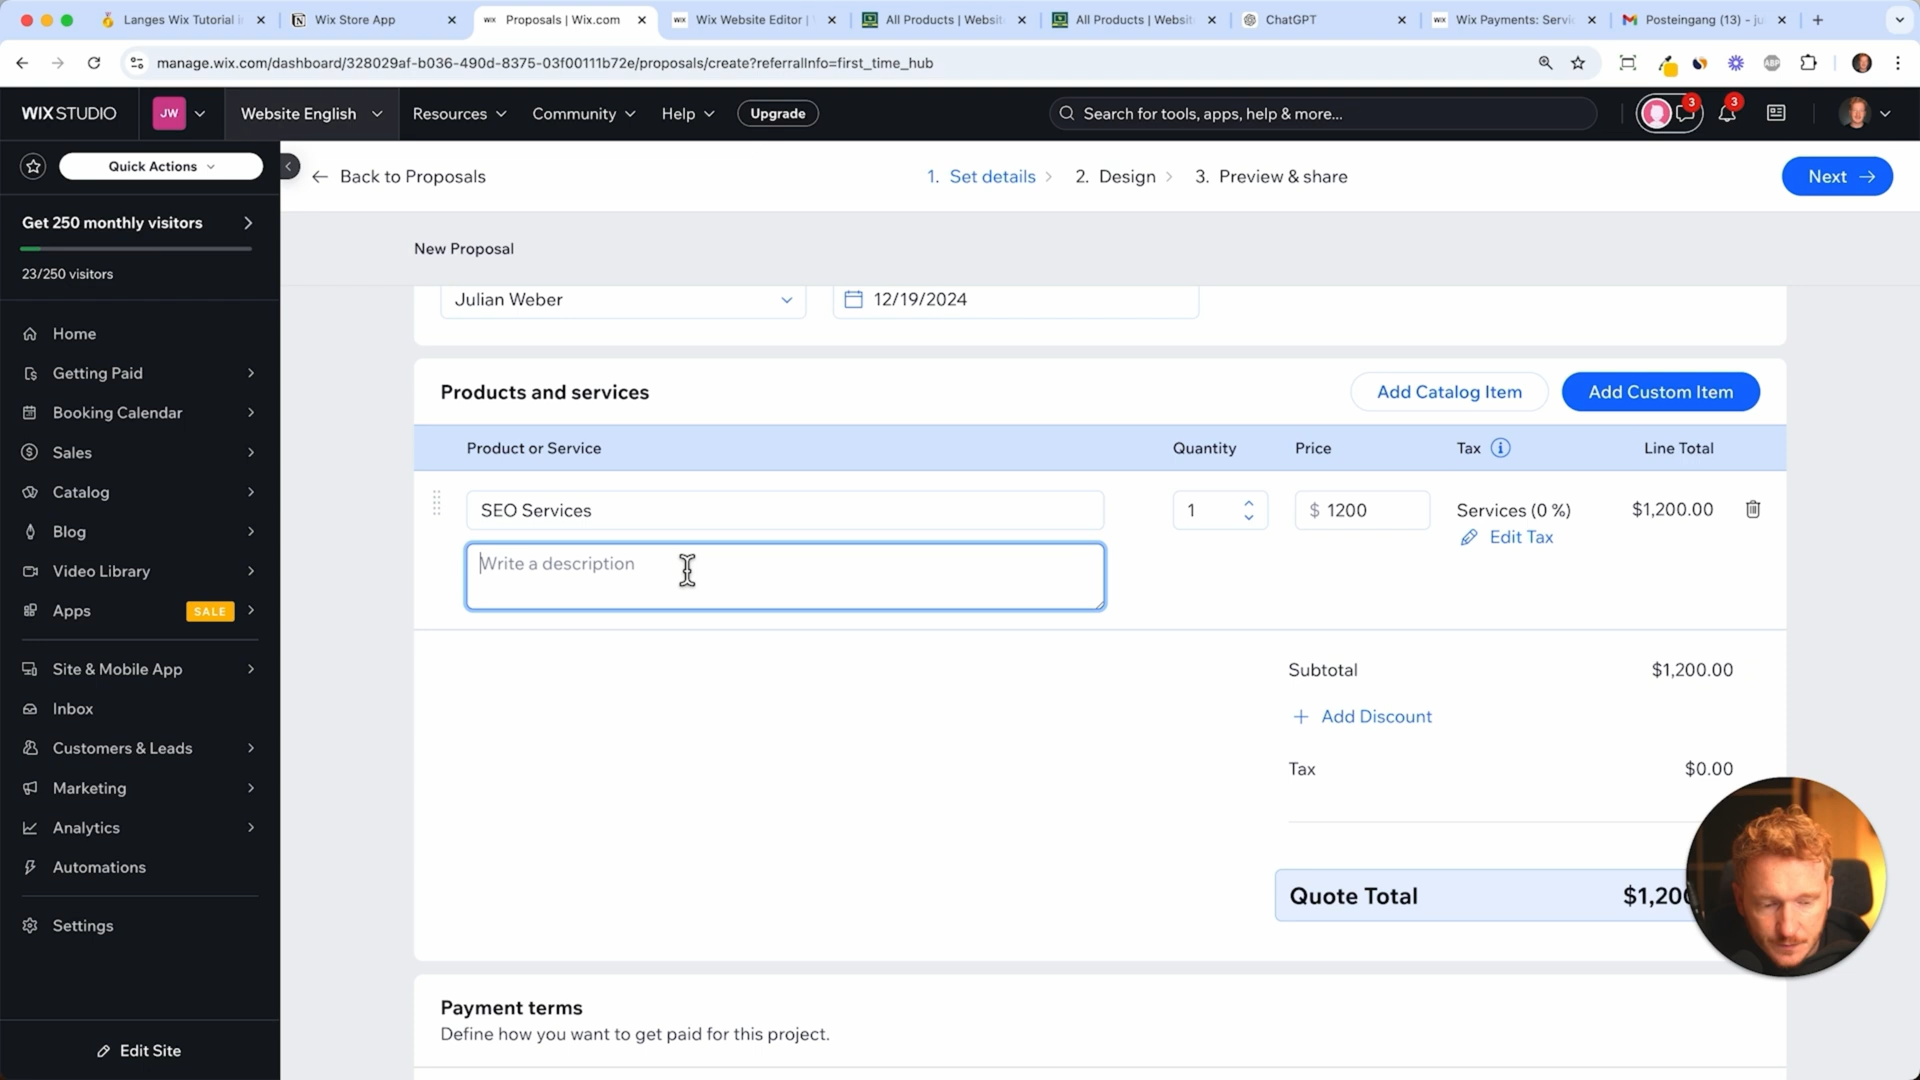 Langes Wix Tutorial i
Wix Store App
Proposals | Wix.com
Wix Website Editor |
All Products | Websit
All Products | Websit
ChatGPT
Wix Payments: Servi
Posteingang (13) - ju
manage.wix.com/dashboard/328029af-b036-490d-8375-03f00111b72e/proposals/create?referralInfo=first_time_hub
WIX STUDIO
JW
Website English
Resources
Community
Help
Upgrade
Search for tools, apps, help & more...
3
3
Quick Actions
Back to Proposals
1. Set details
2. Design
3. Preview & share
Next
Get 250 monthly visitors
23/250 visitors
New Proposal
Home
Getting Paid
Booking Calendar
Sales
Catalog
Blog
Video Library
Apps
SALE
Site & Mobile App
Inbox
Customers & Leads
Marketing
Analytics
Automations
Settings
Edit Site
Julian Weber
12/19/2024
Products and services
Add Catalog Item
Add Custom Item
Product or Service
Quantity
Price
Tax
Line Total
SEO Services
1
$ 1200
Services (0 %)
$1,200.00
Edit Tax
Write a description
Subtotal
$1,200.00
Add Discount
Tax
$0.00
Quote Total
$1,200
Payment terms
Define how you want to get paid for this project.